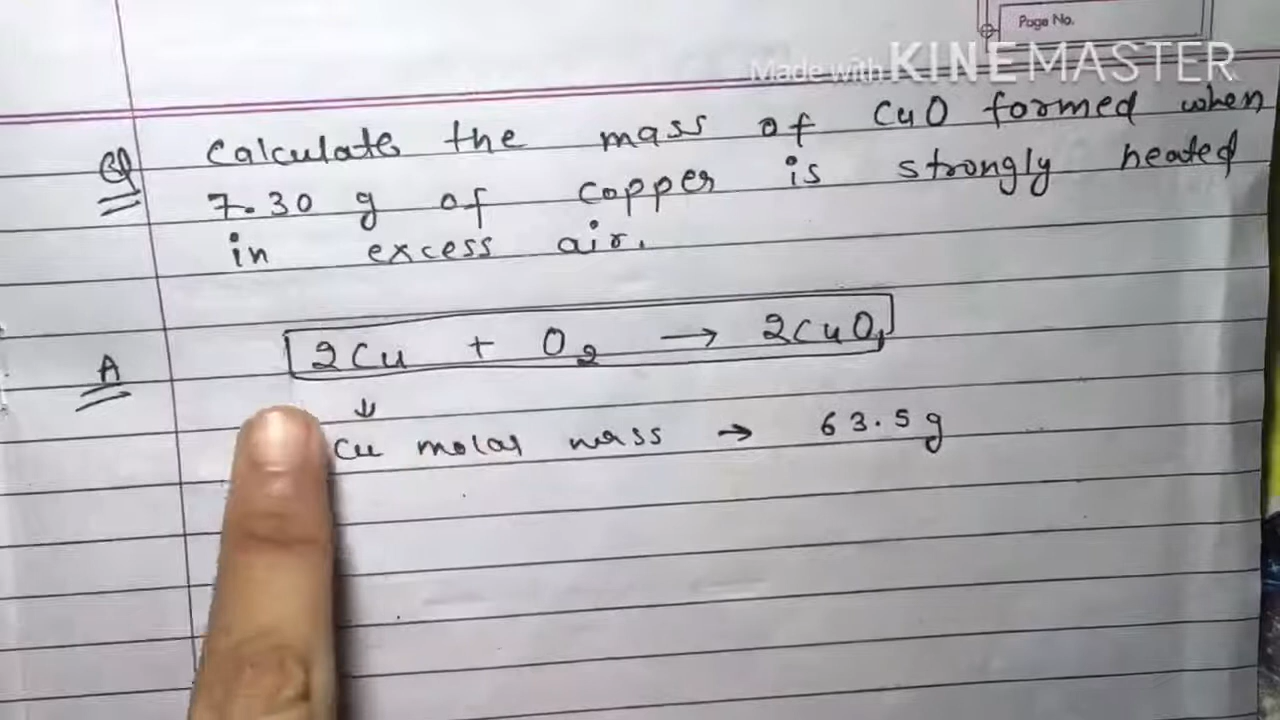 Page No.
Made with KINEMASTER
Q Calculate the mass of CuO formed when
7.30 g of copper is strongly heated
in excess air.
A 2Cu + O2 → 2CuO
↓
Cu molar mass → 63.5 g